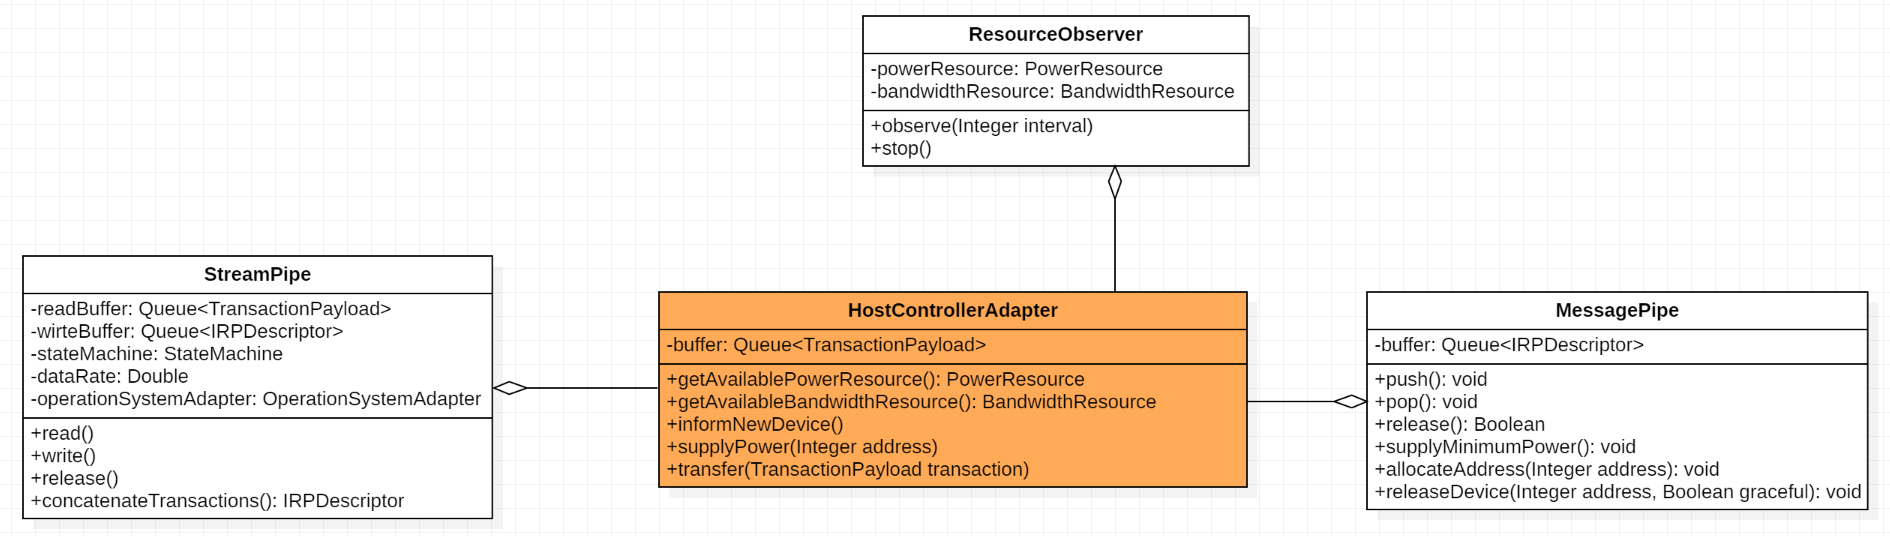 ResourceObserver
-powerResource: PowerResource
-bandwidthResource: BandwidthResource
+observe(Integer interval)
+stop()
StreamPipe
-readBuffer: Queue<TransactionPayload>
-wirteBuffer: Queue<IRPDescriptor>
-stateMachine: StateMachine
-dataRate: Double
-operationSystemAdapter: OperationSystemAdapter
+read()
+write()
+release()
+concatenateTransactions(): IRPDescriptor
HostControllerAdapter
-buffer: Queue<TransactionPayload>
+getAvailablePowerResource(): PowerResource
+getAvailableBandwidthResource(): BandwidthResource
+informNewDevice()
+supplyPower(Integer address)
+transfer(TransactionPayload transaction)
MessagePipe
-buffer: Queue<IRPDescriptor>
+push(): void
+pop(): void
+release(): Boolean
+supplyMinimumPower(): void
+allocateAddress(Integer address): void
+releaseDevice(Integer address, Boolean graceful): void